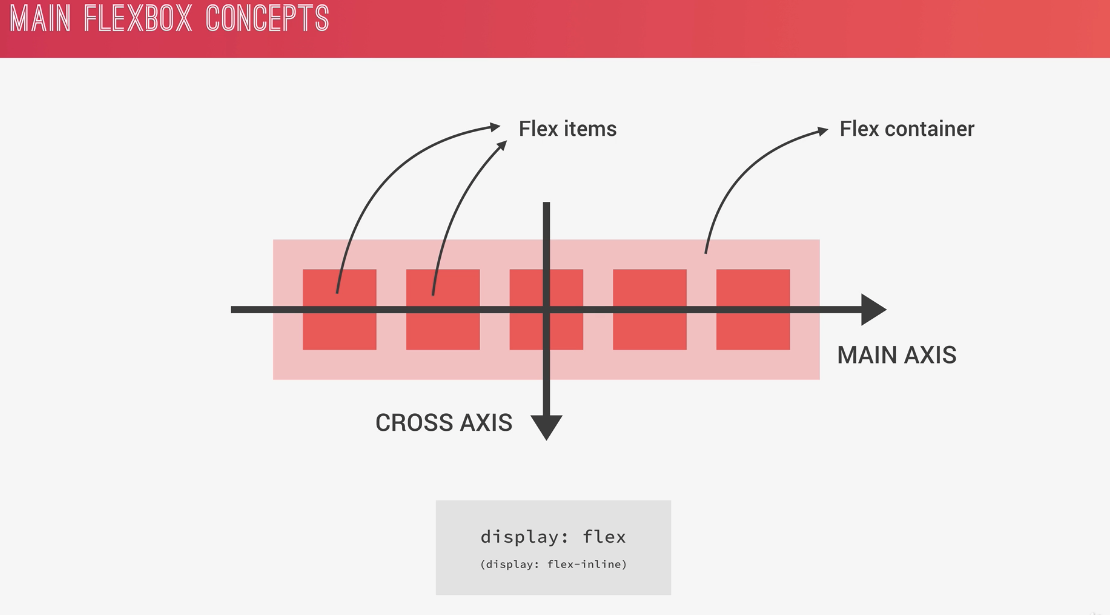 MAIN FLEXBOX CONCEPTS
Flex items
Flex container
MAIN AXIS
CROSS AXIS
display: flex
(display: flex-inline)